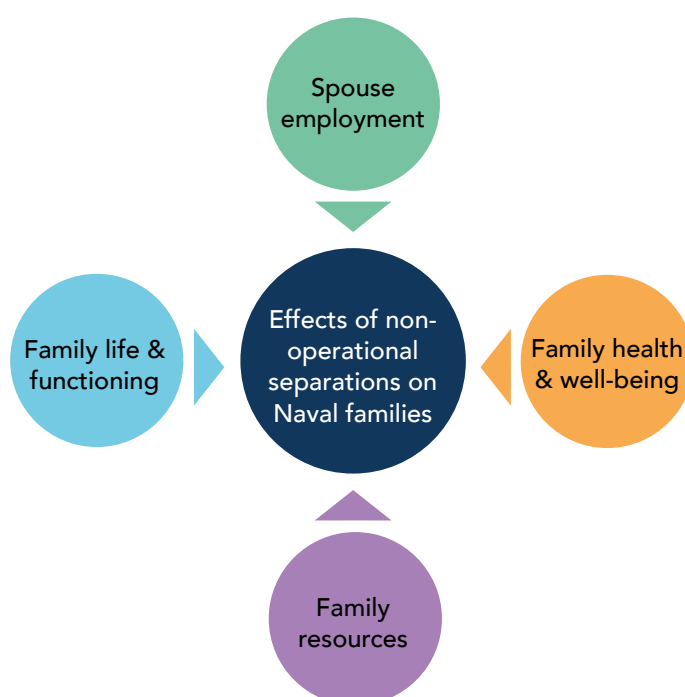 Spouse
employment
Family life &
functioning
Effects of non-
operational
separations on
Naval families
Family health
& well-being
Family
resources